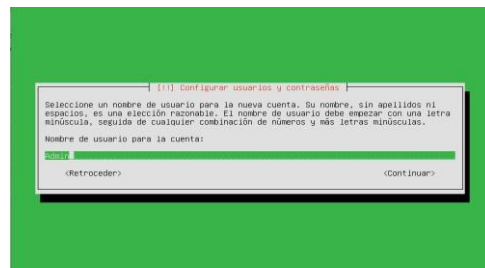 [!!] Configurar usuarios y contraseñas
Seleccione un nombre de usuario para la nueva cuenta. Su nombre, sin apellidos ni
espacios, es una elección razonable. El nombre de usuario debe empezar con una letra
minúscula, seguida de cualquier combinación de números y más letras minúsculas.
Nombre de usuario para la cuenta:
Admin
<Retroceder> <Continuar>